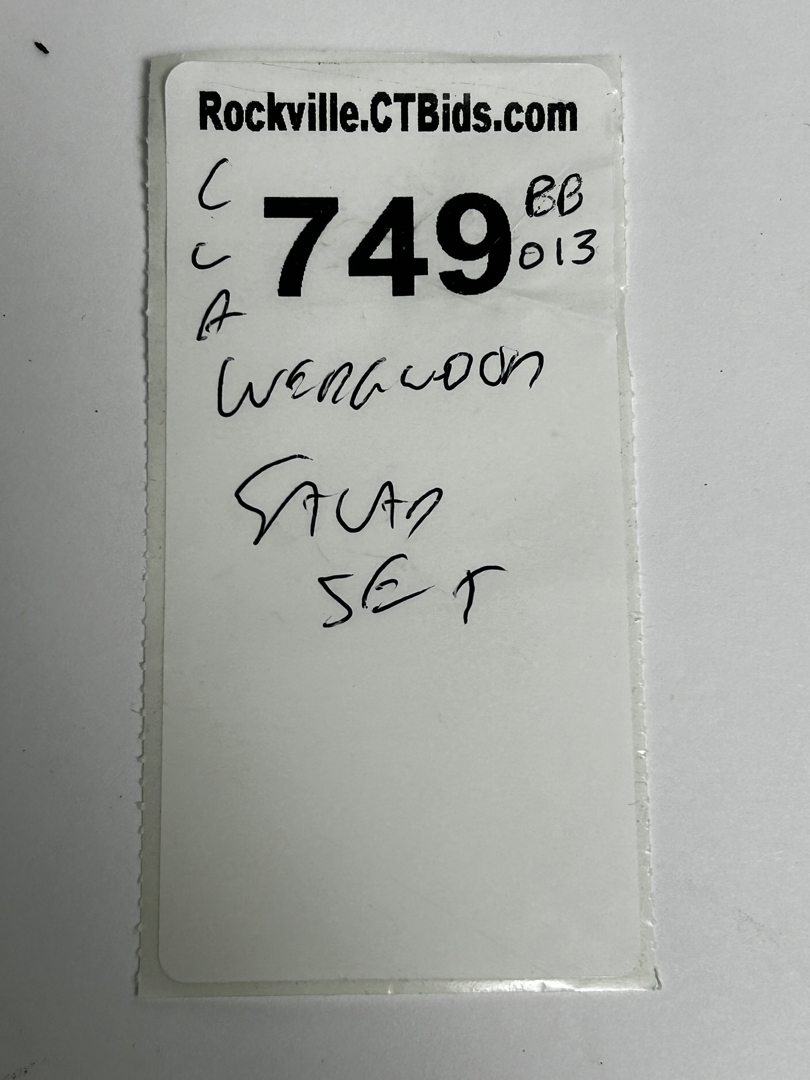 Rockville.CTBids.com
C
C
A
749
BB
013
WEDGWOOD
SALAD
SET